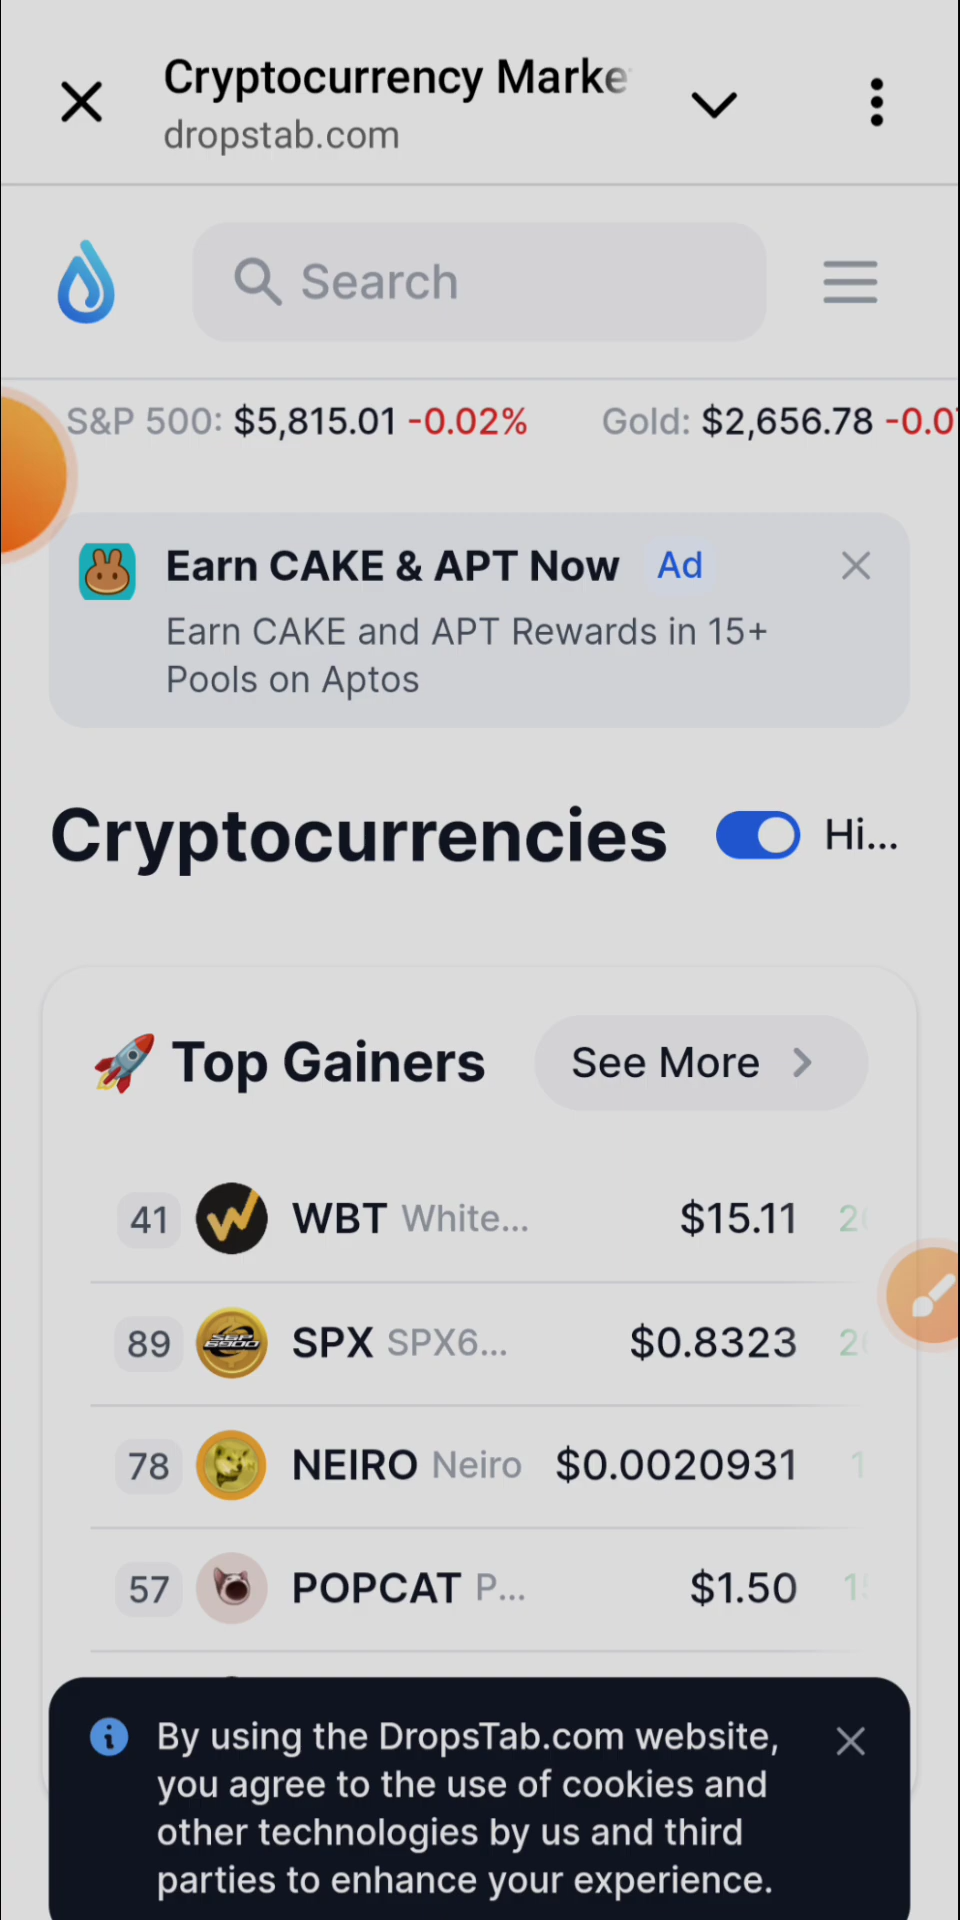 Cryptocurrency Marke
dropstab.com
Search
S&P 500: $5,815.01 -0.02% Gold: $2,656.78 -0.0
Earn CAKE & APT Now Ad
Earn CAKE and APT Rewards in 15+
Pools on Aptos
Cryptocurrencies Hi...
🚀 Top Gainers See More
41 WBT White... $15.11
89 SPX SPX6... $0.8323
78 NEIRO Neiro $0.0020931
57 POPCAT P... $1.50
By using the DropsTab.com website,
you agree to the use of cookies and
other technologies by us and third
parties to enhance your experience.